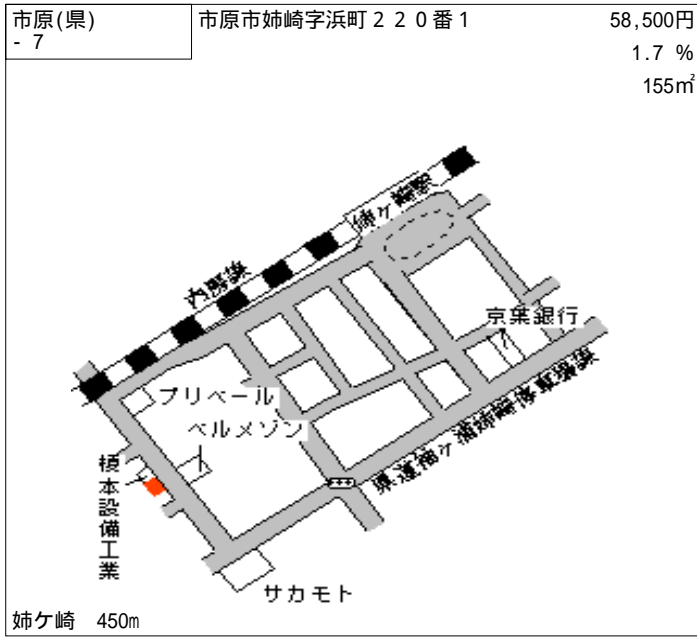 市原(県)
- 7
市原市姉崎字浜町２２０番1
58,500円
1.7 %
155㎡
姉ヶ崎駅
内房線
京葉銀行
プリベール
ベルメゾン
県道袖ケ浦姉崎停車場線
榎本設備工業
サカモト
姉ケ崎 450m